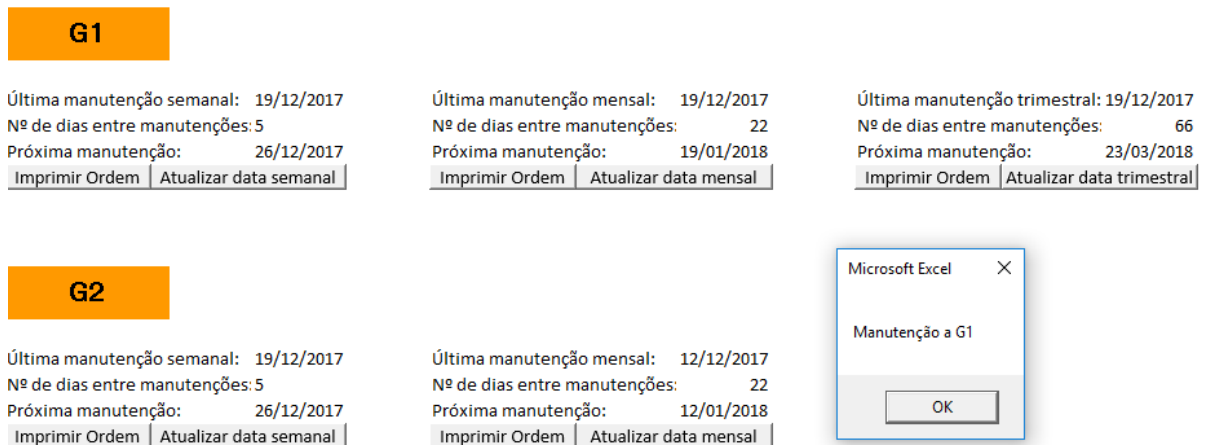 G1
Última manutenção semanal: 19/12/2017
Nº de dias entre manutenções: 5
Próxima manutenção: 26/12/2017
Imprimir Ordem Atualizar data semanal
Última manutenção mensal: 19/12/2017
Nº de dias entre manutenções: 22
Próxima manutenção: 19/01/2018
Imprimir Ordem Atualizar data mensal
Última manutenção trimestral: 19/12/2017
Nº de dias entre manutenções: 66
Próxima manutenção: 23/03/2018
Imprimir Ordem Atualizar data trimestral
G2
Última manutenção semanal: 19/12/2017
Nº de dias entre manutenções: 5
Próxima manutenção: 26/12/2017
Imprimir Ordem Atualizar data semanal
Última manutenção mensal: 12/12/2017
Nº de dias entre manutenções: 22
Próxima manutenção: 12/01/2018
Imprimir Ordem Atualizar data mensal
Microsoft Excel
Manutenção a G1
OK